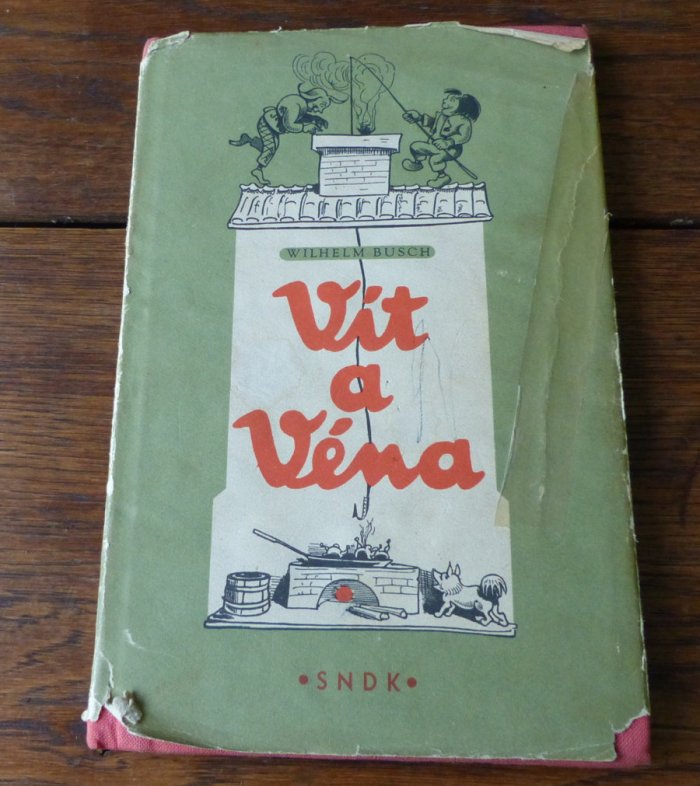 WILHELM BUSCH
Vít
a
Véna
•SNDK•